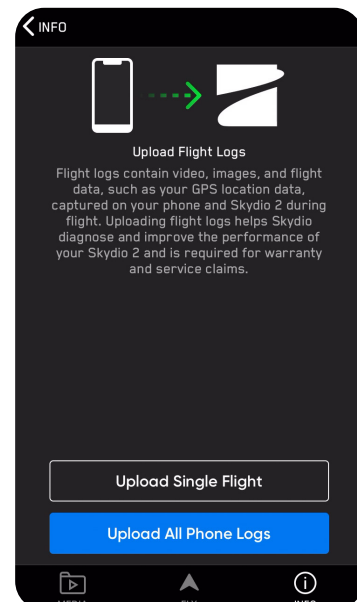 INFO
Upload Flight Logs
Flight logs contain video, images, and flight
data, such as your GPS location data,
captured on your phone and Skydio 2 during
flight. Uploading flight logs helps Skydio
diagnose and improve the performance of
your Skydio 2 and is required for warranty
and service claims.
Upload Single Flight
Upload All Phone Logs